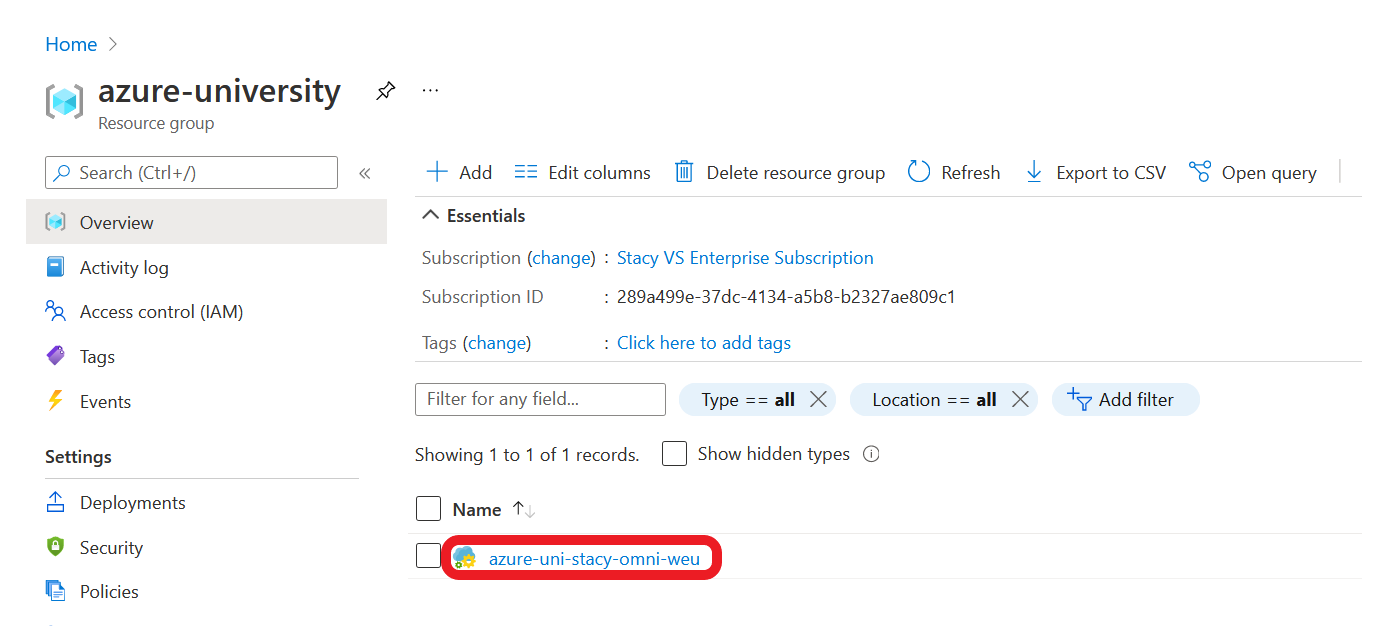 Home
azure-university
Resource group
Search (Ctrl+/)
Overview
Activity log
Access control (IAM)
Tags
Events
Settings
Deployments
Security
Policies
Add Edit columns Delete resource group Refresh Export to CSV Open query
Essentials
Subscription (change) : Stacy VS Enterprise Subscription
Subscription ID : 289a499e-37dc-4134-a5b8-b2327ae809c1
Tags (change) : Click here to add tags
Filter for any field... Type == all Location == all Add filter
Showing 1 to 1 of 1 records. Show hidden types
Name
azure-uni-stacy-omni-weu